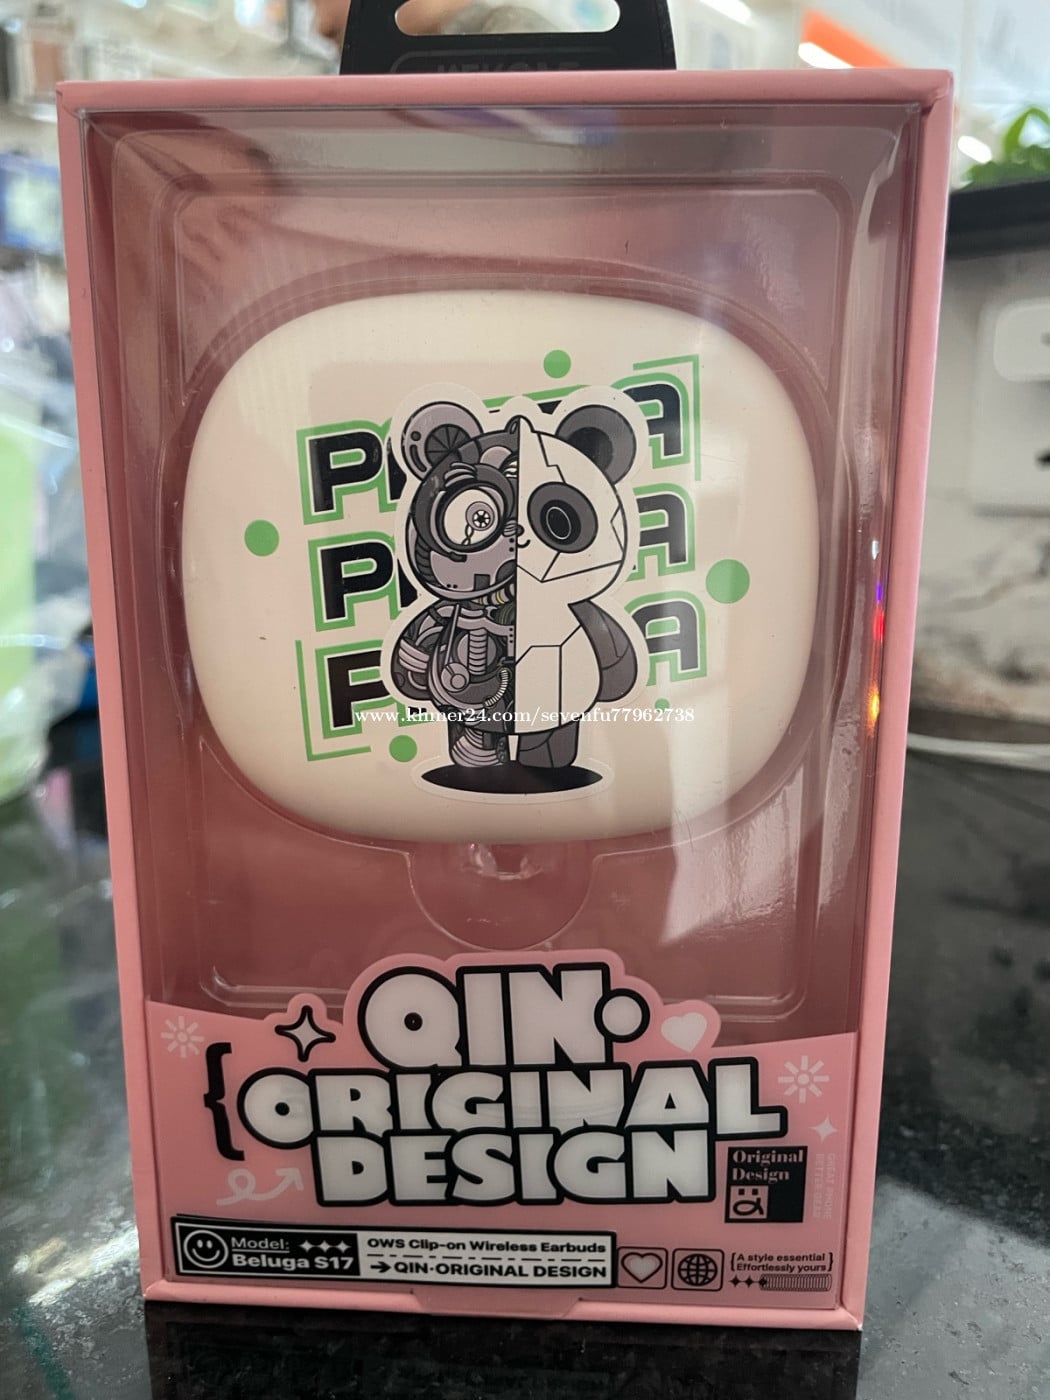 P A
P A
P A
www.khmer24.com/sevenfu77962738
QIN·
{ORIGINAL
DESIGN
Original
Design
Model:
Beluga S17
OWS Clip-on Wireless Earbuds
QIN·ORIGINAL DESIGN
{A style essential}
{Effortlessly yours}